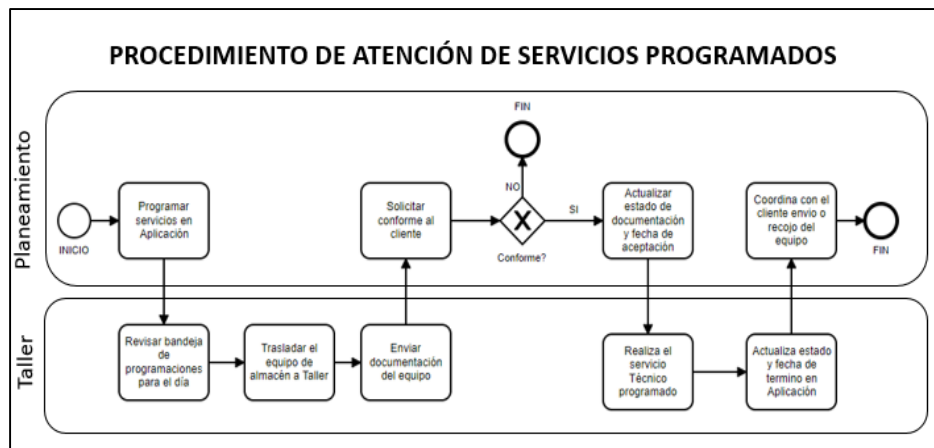 PROCEDIMIENTO DE ATENCIÓN DE SERVICIOS PROGRAMADOS
Planeamiento
INICIO
Programar
servicios en
Aplicación
Solicitar
conforme al
cliente
FIN
NO
X
Conforme?
SI
Actualizar
estado de
documentación
y fecha de
aceptación
Coordina con el
cliente envio o
recojo del
equipo
FIN
Taller
Revisar bandeja
de
programaciones
para el día
Trasladar el
equipo de
almacén a Taller
Enviar
documentación
del equipo
Realiza el
servicio
Técnico
programado
Actualiza estado
y fecha de
termino en
Aplicación